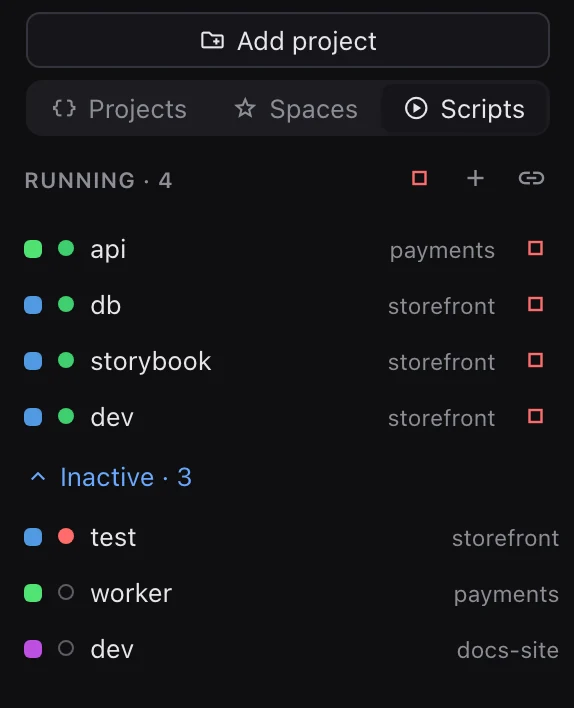 Add project
Projects Spaces Scripts
RUNNING · 4
api payments
db storefront
storybook storefront
dev storefront
Inactive · 3
test storefront
worker payments
dev docs-site